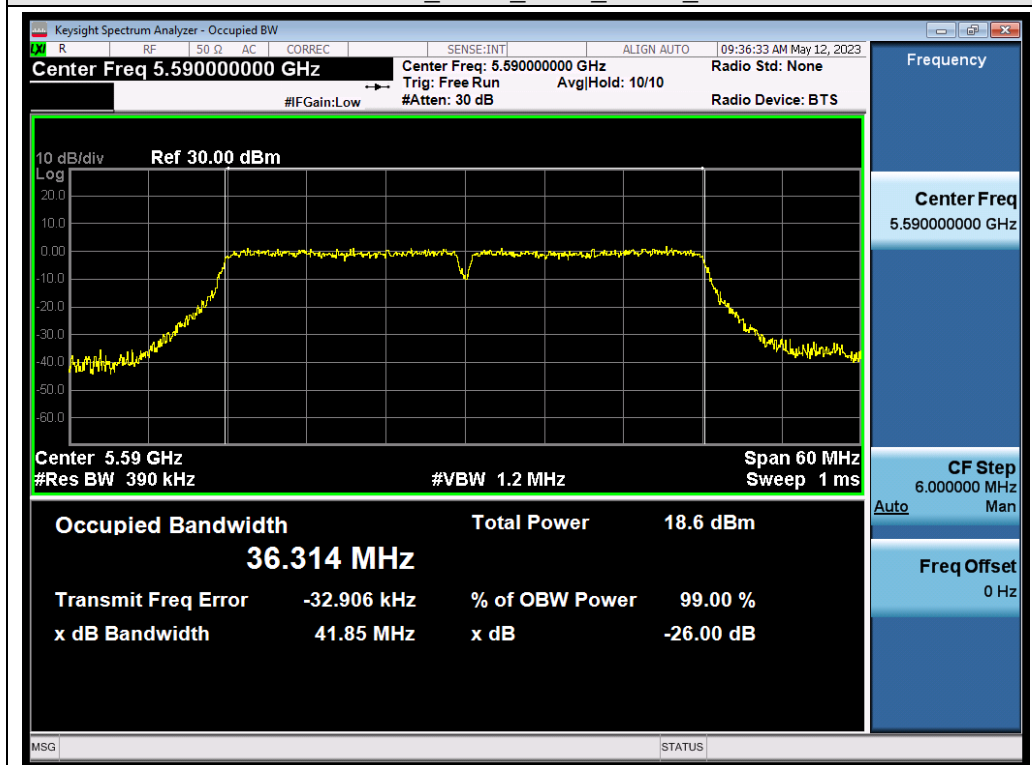 Keysight Spectrum Analyzer - Occupied BW
LXI R RF 50 Ω AC CORREC SENSE:INT ALIGN AUTO 09:36:33 AM May 12, 2023
Center Freq 5.590000000 GHz
Center Freq: 5.590000000 GHz
Radio Std: None
Trig: Free Run Avg|Hold: 10/10
#IFGain:Low
#Atten: 30 dB
Radio Device: BTS
10 dB/div Ref 30.00 dBm
Log
20.0
10.0
0.00
-10.0
-20.0
-30.0
-40.0
-50.0
-60.0
Center 5.59 GHz
Span 60 MHz
#Res BW 390 kHz
#VBW 1.2 MHz
Sweep 1 ms
Occupied Bandwidth
Total Power 18.6 dBm
36.314 MHz
Transmit Freq Error -32.906 kHz
% of OBW Power 99.00 %
x dB Bandwidth 41.85 MHz
x dB -26.00 dB
Frequency
Center Freq
5.590000000 GHz
CF Step
6.000000 MHz
Auto Man
Freq Offset
0 Hz
MSG
STATUS